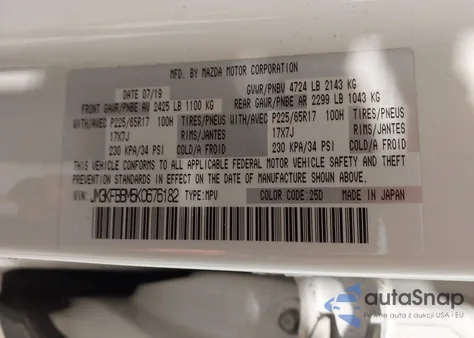 MFD. BY MAZDA MOTOR CORPORATION
DATE 07/19 GVWR/PNBV 4724 LB 2143 KG
FRONT GAWR/PNBE AV 2425 LB 1100 KG REAR GAWR/PNBE AR 2299 LB 1043 KG
WITH/AVEC P225/65R17 100H TIRES/PNEUS WITH/AVEC P225/65R17 100H TIRES/PNEUS
17X7J RIMS/JANTES 17X7J RIMS/JANTES
230 KPA/34 PSI COLD/A FROID 230 KPA/34 PSI COLD/A FROID
THIS VEHICLE CONFORMS TO ALL APPLICABLE FEDERAL MOTOR VEHICLE SAFETY AND THEFT
PREVENTION STANDARDS IN EFFECT ON THE DATE OF MANUFACTURE SHOWN ABOVE.
VIN: JM3KFBBM5K0676182 TYPE: MPV COLOR CODE: 25D MADE IN JAPAN
autoSnap
Pewne auta z aukcji USA i EU